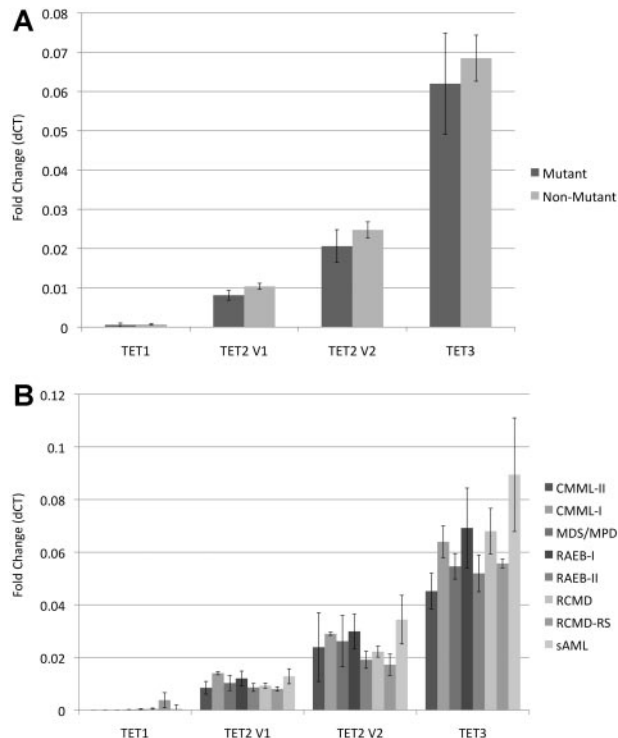 A
Fold Change (dCT)
0.08
0.07
0.06
0.05
0.04
0.03
0.02
0.01
0
TET1 TET2 V1 TET2 V2 TET3
Mutant
Non-Mutant
B
Fold Change (dCT)
0.12
0.1
0.08
0.06
0.04
0.02
0
TET1 TET2 V1 TET2 V2 TET3
CMML-II
CMML-I
MDS/MPD
RAEB-I
RAEB-II
RCMD
RCMD-RS
sAML